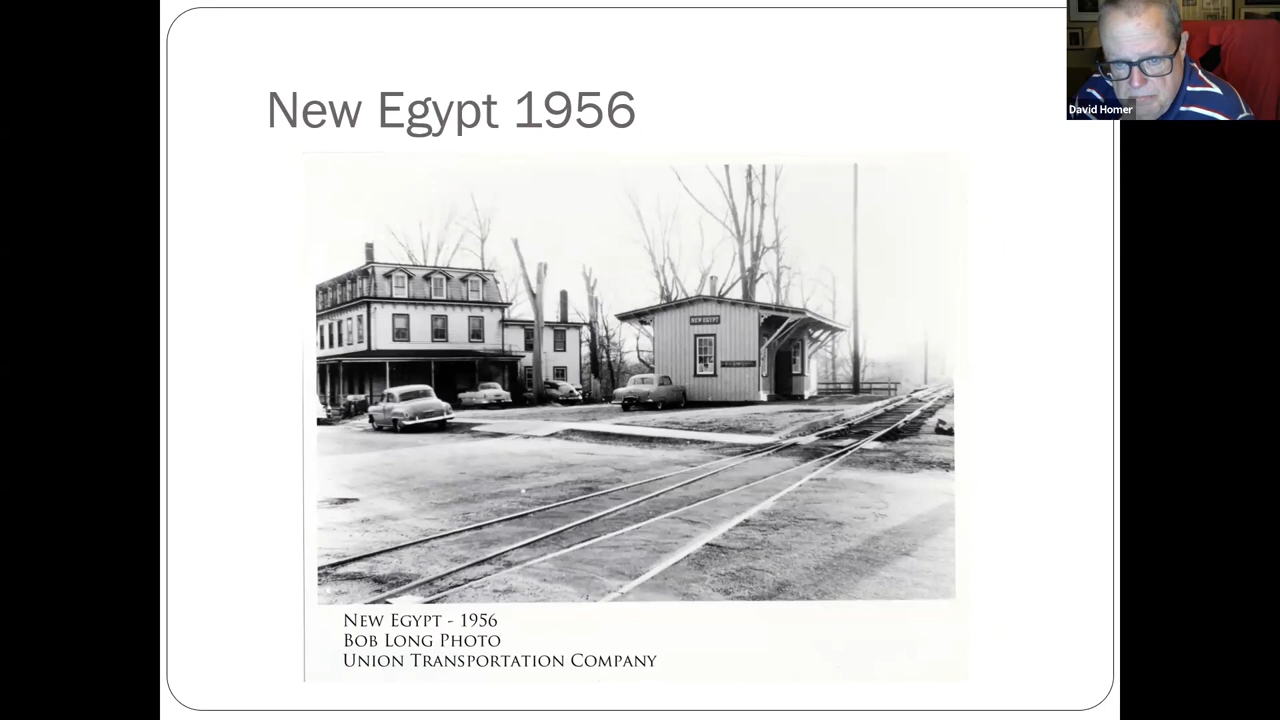 New Egypt 1956
David Homer
NEW EGYPT
New Egypt - 1956
Bob Long Photo
Union Transportation Company